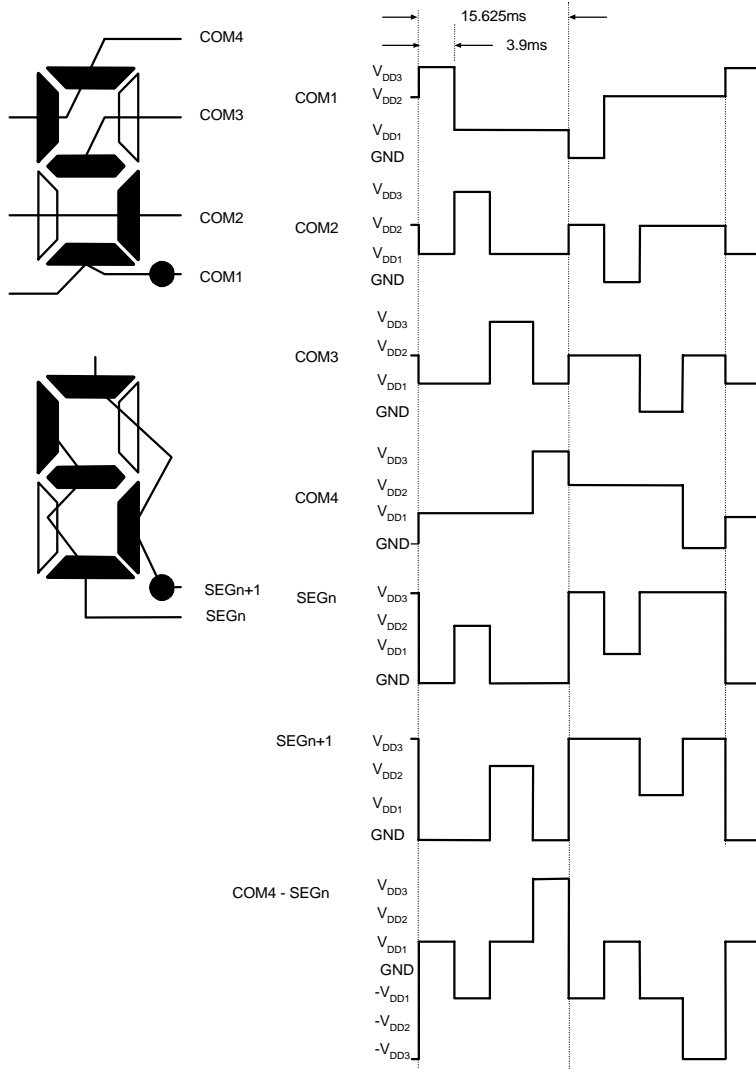 15.625ms
3.9ms
COM4
COM3
COM2
COM1
SEGn+1
SEGn
COM1
VDD3
VDD2
VDD1
GND
COM2
VDD3
VDD2
VDD1
GND
COM3
VDD3
VDD2
VDD1
GND
COM4
VDD3
VDD2
VDD1
GND
SEGn
VDD3
VDD2
VDD1
GND
SEGn+1
VDD3
VDD2
VDD1
GND
COM4 - SEGn
VDD3
VDD2
VDD1
GND
-VDD1
-VDD2
-VDD3